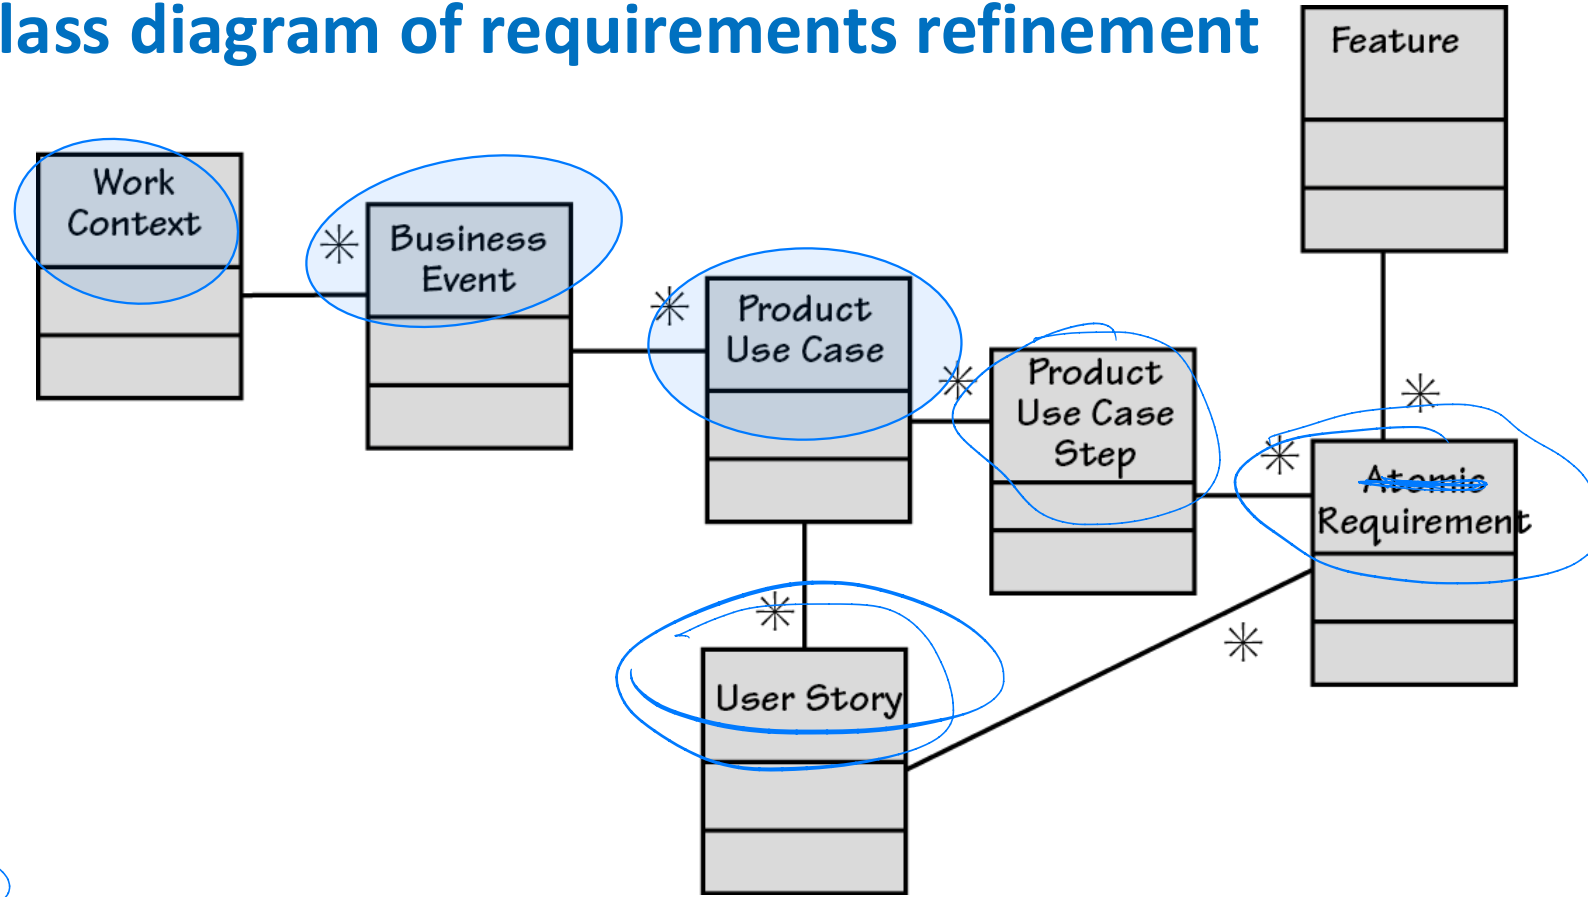 lass diagram of requirements refinement
Feature
Work
Context
*
Business
Event
*
Product
Use Case
*
Product
Use Case
Step
*
*
Atomic
Requirement
*
User Story
*